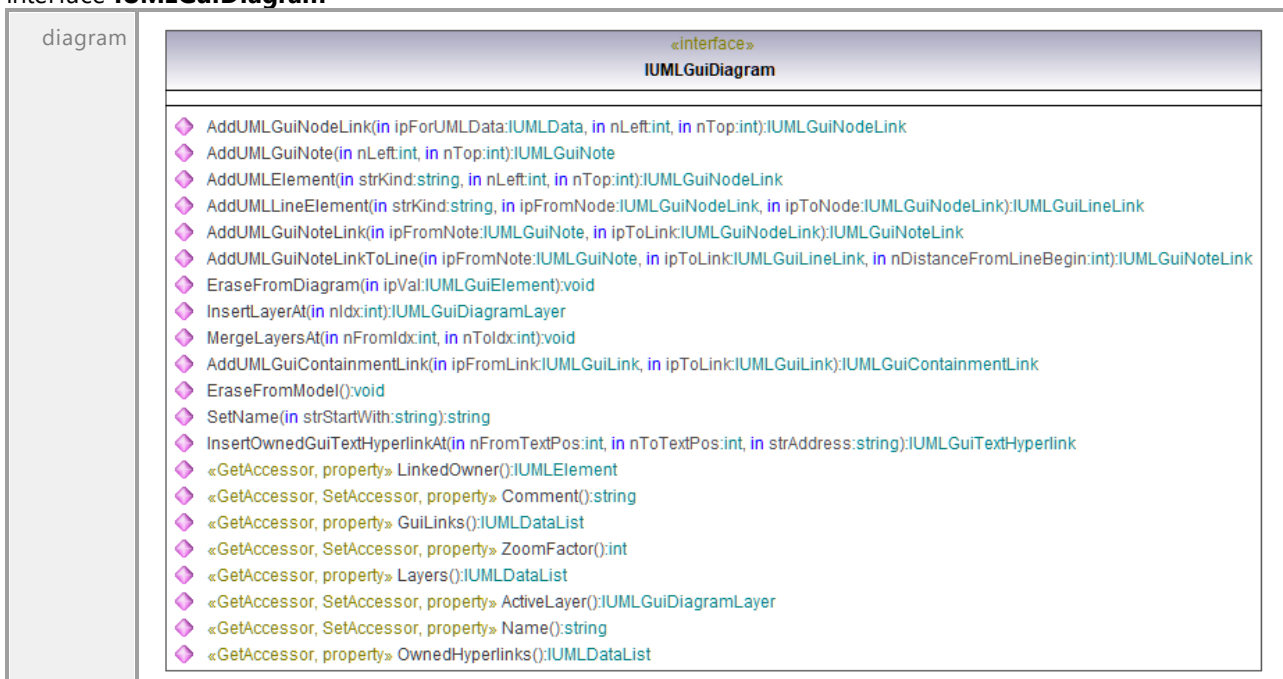 interface IUMLGuiDiagram
diagram
«interface»
IUMLGuiDiagram
AddUMLGuiNodeLink(in ipForUMLData:IUMLData, in nLeft:int, in nTop:int):IUMLGuiNodeLink
AddUMLGuiNote(in nLeft:int, in nTop:int):IUMLGuiNote
AddUMLElement(in strKind:string, in nLeft:int, in nTop:int):IUMLGuiNodeLink
AddUMLLineElement(in strKind:string, in ipFromNode:IUMLGuiNodeLink, in ipToNode:IUMLGuiNodeLink):IUMLGuiLineLink
AddUMLGuiNoteLink(in ipFromNote:IUMLGuiNote, in ipToLink:IUMLGuiNodeLink):IUMLGuiNoteLink
AddUMLGuiNoteLinkToLine(in ipFromNote:IUMLGuiNote, in ipToLink:IUMLGuiLineLink, in nDistanceFromLineBegin:int):IUMLGuiNoteLink
EraseFromDiagram(in ipVal:IUMLGuiElement):void
InsertLayerAt(in nIdx:int):IUMLGuiDiagramLayer
MergeLayersAt(in nFromIdx:int, in nToIdx:int):void
AddUMLGuiContainmentLink(in ipFromLink:IUMLGuiLink, in ipToLink:IUMLGuiLink):IUMLGuiContainmentLink
EraseFromModel():void
SetName(in strStartWith:string):string
InsertOwnedGuiTextHyperlinkAt(in nFromTextPos:int, in nToTextPos:int, in strAddress:string):IUMLGuiTextHyperlink
«GetAccessor, property» LinkedOwner():IUMLElement
«GetAccessor, SetAccessor, property» Comment():string
«GetAccessor, property» GuiLinks():IUMLDataList
«GetAccessor, SetAccessor, property» ZoomFactor():int
«GetAccessor, property» Layers():IUMLDataList
«GetAccessor, SetAccessor, property» ActiveLayer():IUMLGuiDiagramLayer
«GetAccessor, SetAccessor, property» Name():string
«GetAccessor, property» OwnedHyperlinks():IUMLDataList